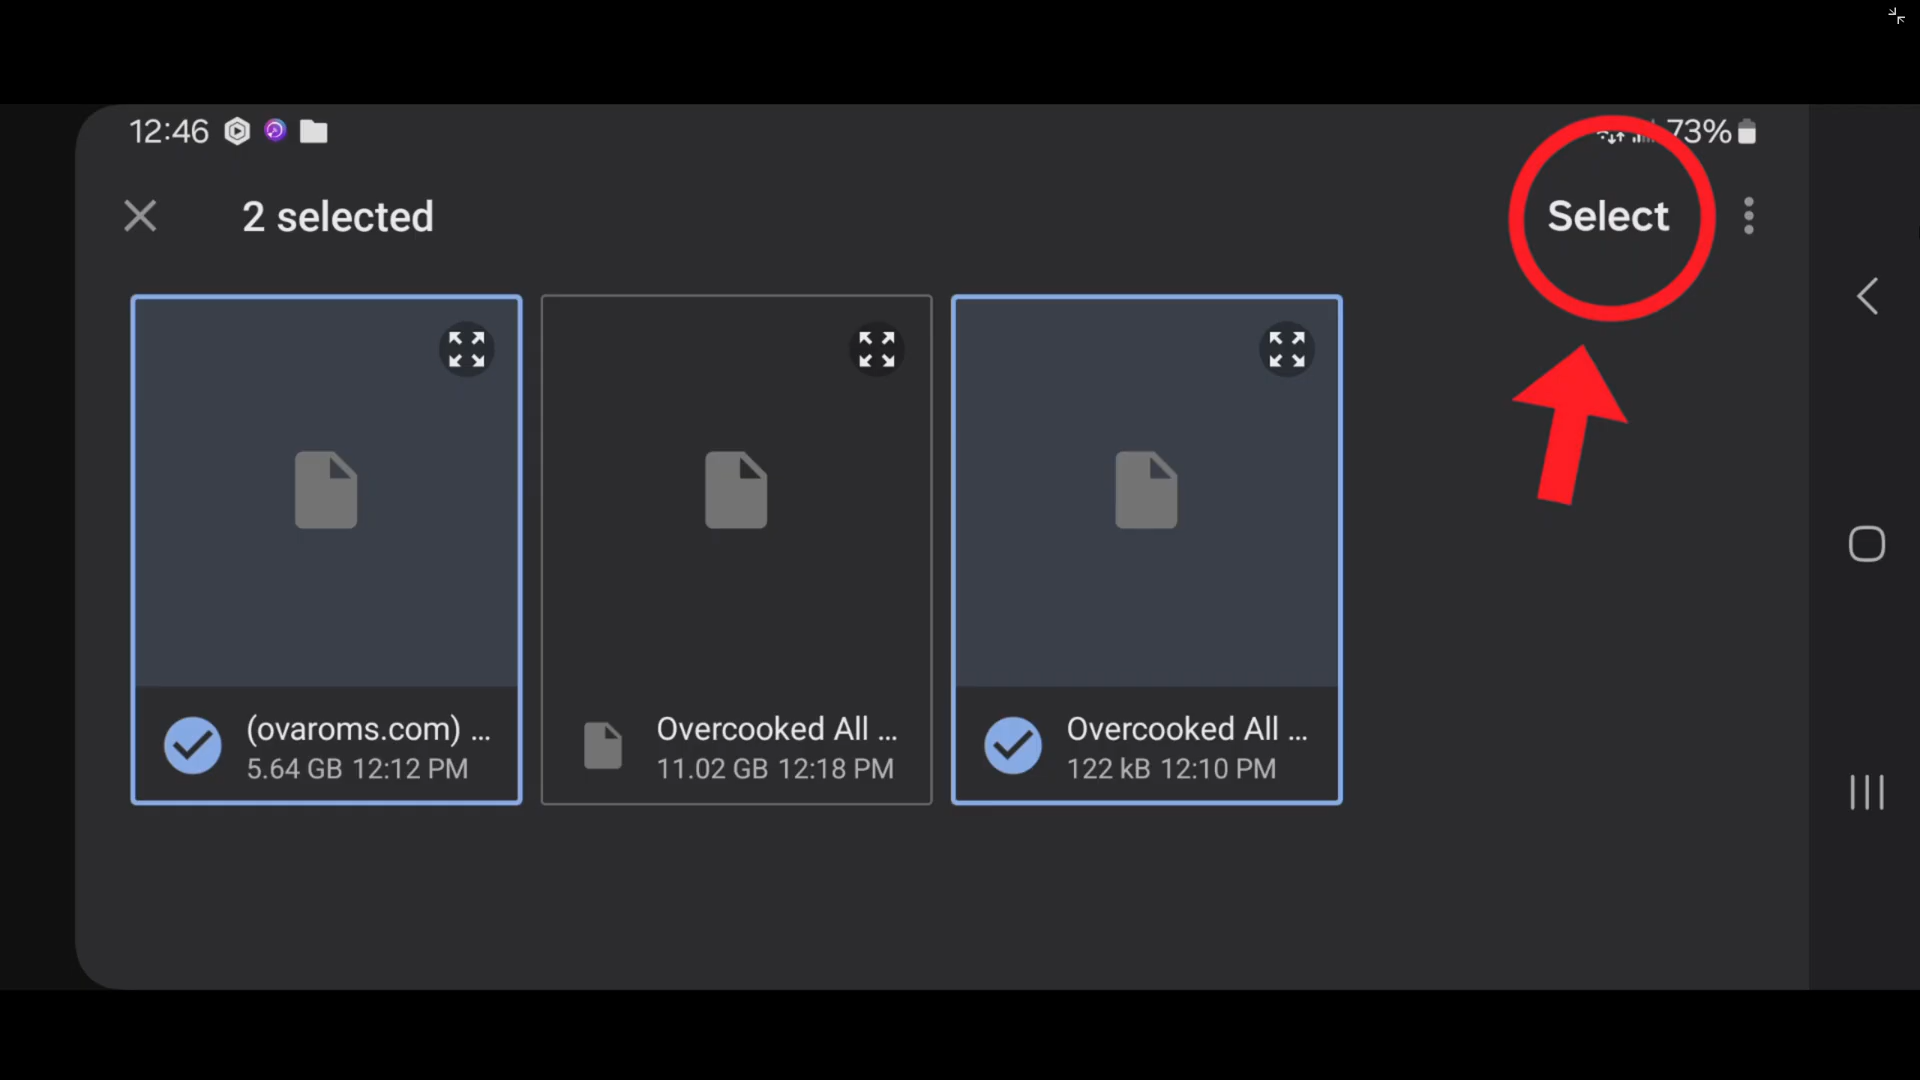 12:46
73%
2 selected
Select
(ovaroms.com) ...
5.64 GB 12:12 PM
Overcooked All ...
11.02 GB 12:18 PM
Overcooked All ...
122 kB 12:10 PM